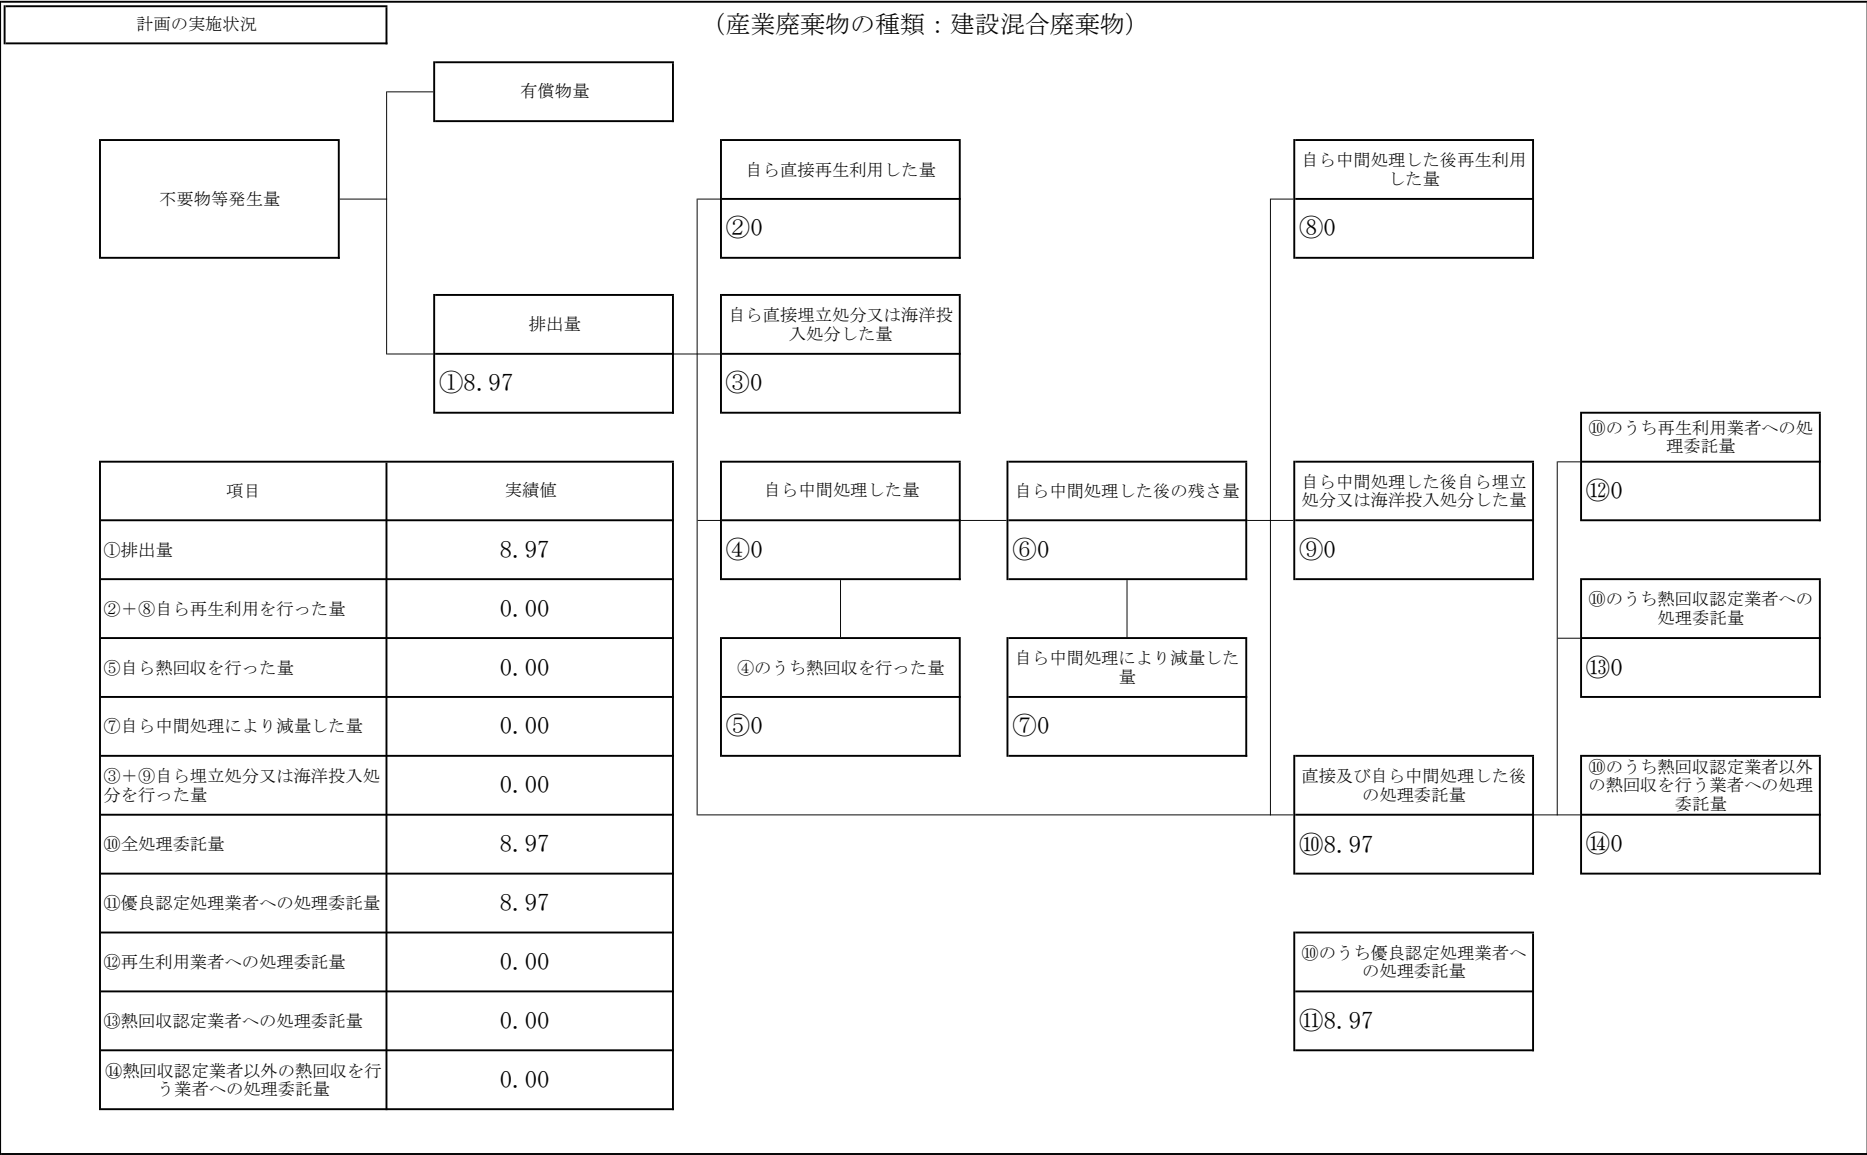 計画の実施状況
（産業廃棄物の種類：建設混合廃棄物）
有償物量
不要物等発生量
自ら直接再生利用した量
②0
自ら中間処理した後再生利用
した量
⑧0
排出量
①8.97
自ら直接埋立処分又は海洋投
入処分した量
③0
⑩のうち再生利用業者への処
理委託量
⑫0
自ら中間処理した量
④0
自ら中間処理した後の残さ量
⑥0
自ら中間処理した後自ら埋立
処分又は海洋投入処分した量
⑨0
⑩のうち熱回収認定業者への
処理委託量
⑬0
④のうち熱回収を行った量
⑤0
自ら中間処理により減量した
量
⑦0
直接及び自ら中間処理した後
の処理委託量
⑩8.97
⑩のうち熱回収認定業者以外
の熱回収を行う業者への処理
委託量
⑭0
⑩のうち優良認定処理業者へ
の処理委託量
⑪8.97
項目 実績値
①排出量 8.97
②＋⑧自ら再生利用を行った量 0.00
⑤自ら熱回収を行った量 0.00
⑦自ら中間処理により減量した量 0.00
③＋⑨自ら埋立処分又は海洋投入処
分を行った量 0.00
⑩全処理委託量 8.97
⑪優良認定処理業者への処理委託量 8.97
⑫再生利用業者への処理委託量 0.00
⑬熱回収認定業者への処理委託量 0.00
⑭熱回収認定業者以外の熱回収を行
う業者への処理委託量 0.00